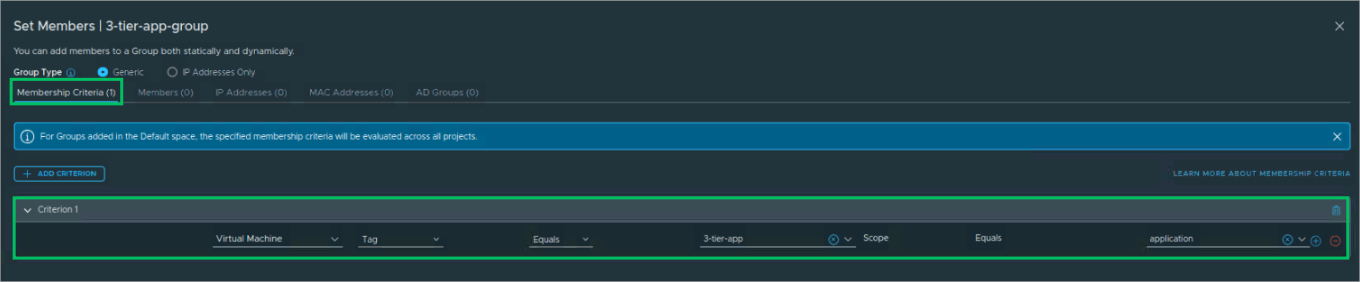 Set Members | 3-tier-app-group
You can add members to a Group both statically and dynamically.
Group Type Generic IP Addresses Only
Membership Criteria (1) Members (0) IP Addresses (0) MAC Addresses (0) AD Groups (0)
For Groups added in the Default space, the specified membership criteria will be evaluated across all projects.
+ ADD CRITERION LEARN MORE ABOUT MEMBERSHIP CRITERIA
Criterion 1
Virtual Machine Tag Equals 3-tier-app Scope Equals application